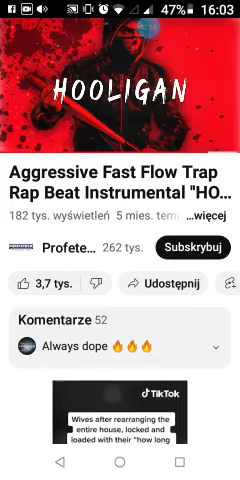 47% 16:03
HOOLIGAN
Aggressive Fast Flow Trap
Rap Beat Instrumental "HO...
182 tys. wyświetleń 5 mies. temu ...więcej
Profete... 262 tys. Subskrybuj
3,7 tys. Udostępnij
Komentarze 52
Always dope 🔥🔥🔥
TikTok
Wives after rearranging the
entire house, locked and
loaded with their "how long